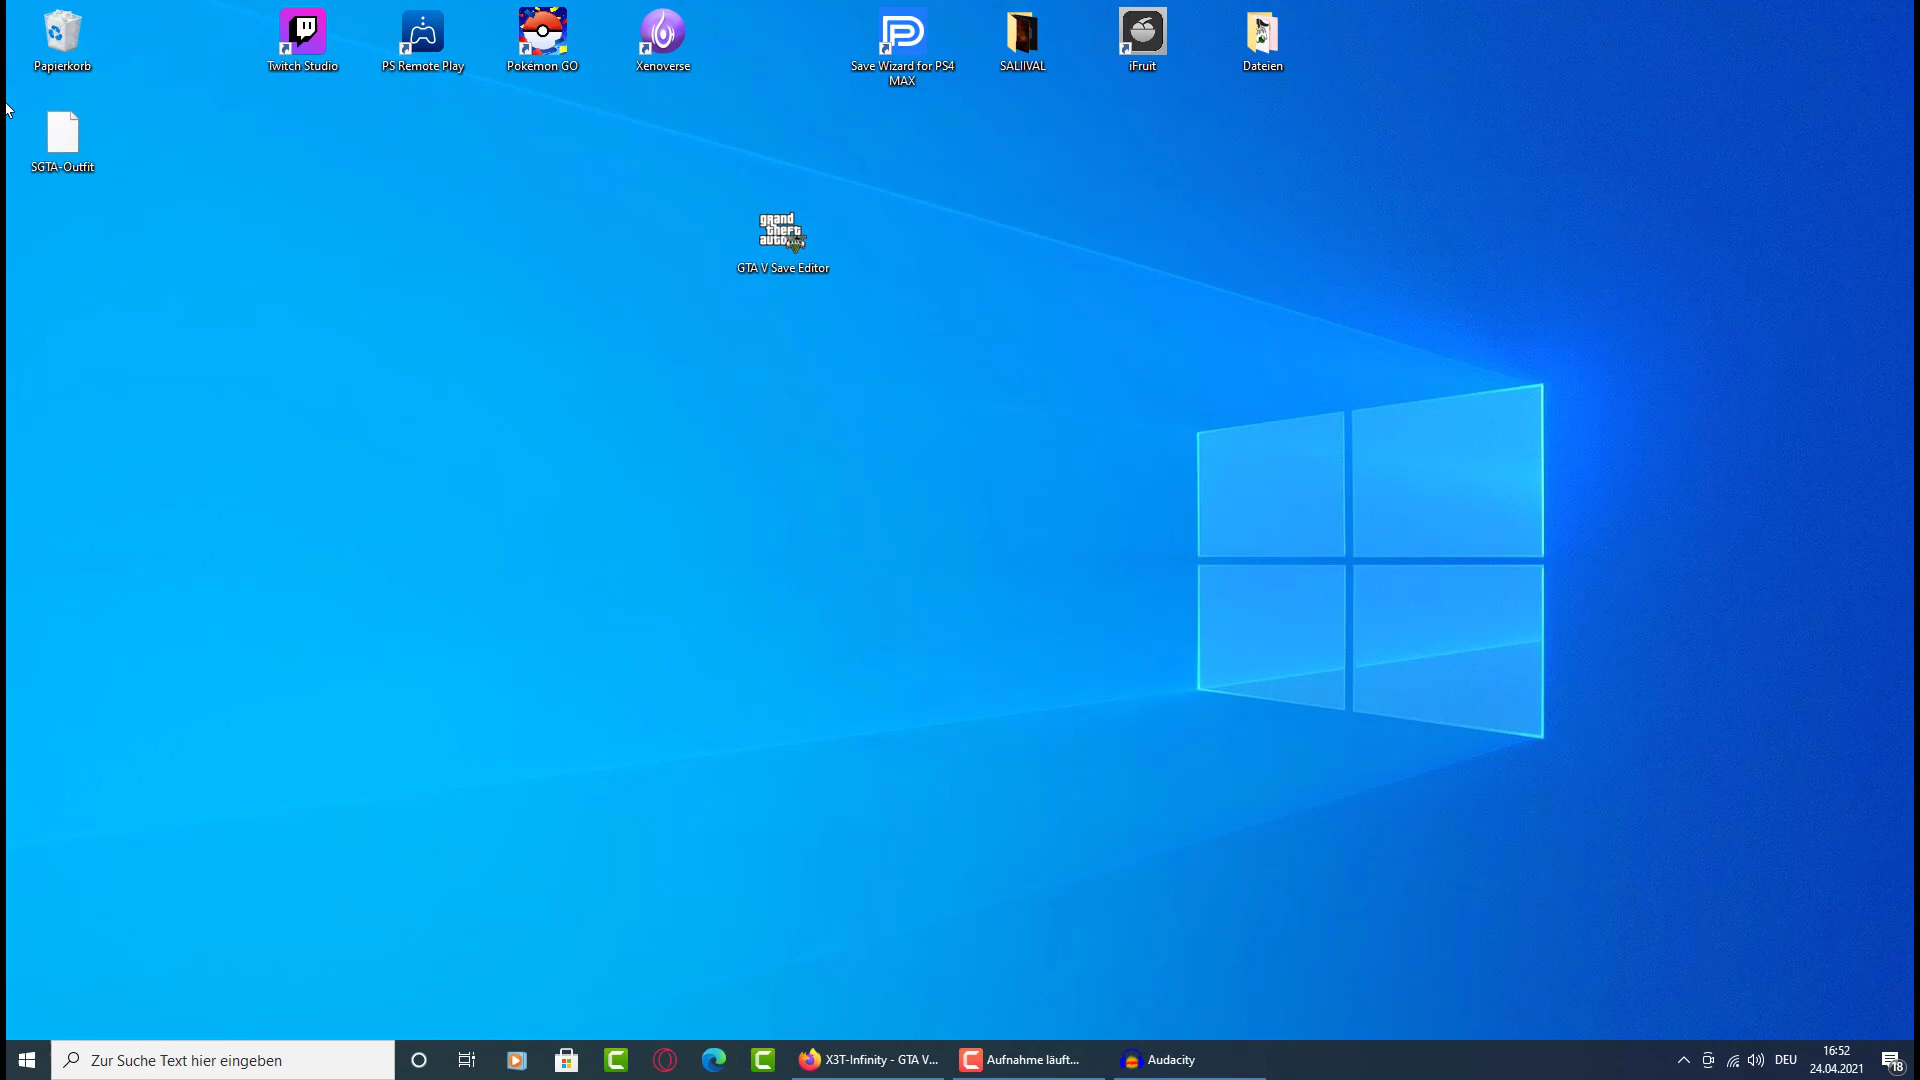 Papierkorb
Twitch Studio
PS Remote Play
Pokémon GO
Xenoverse
Save Wizard for PS4
MAX
SALIIVAL
iFruit
Dateien
SGTA-Outfit
grand
theft
auto
GTA V Save Editor
Zur Suche Text hier eingeben
X3T-Infinity - GTA V...
Aufnahme läuft...
Audacity
DEU
16:52
24.04.2021
18